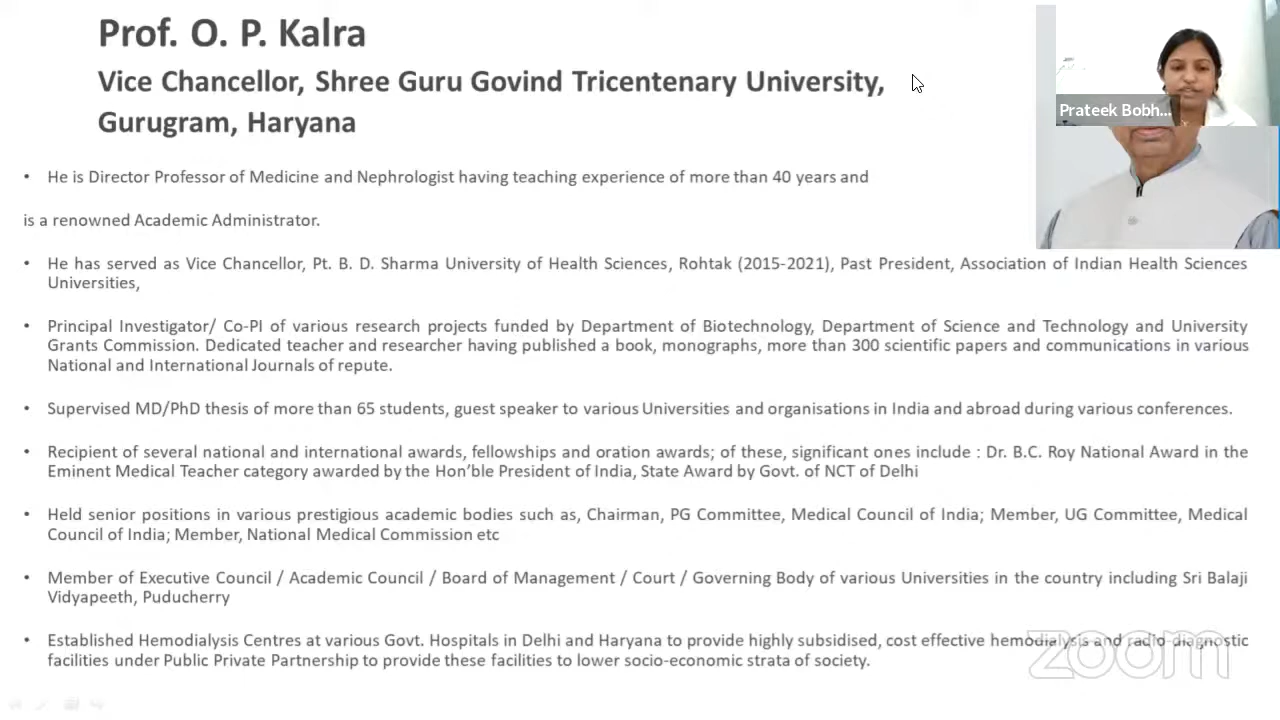 Prof. O. P. Kalra
Vice Chancellor, Shree Guru Govind Tricentenary University,
Gurugram, Haryana
Prateek Bobh...
• He is Director Professor of Medicine and Nephrologist having teaching experience of more than 40 years and
is a renowned Academic Administrator.
• He has served as Vice Chancellor, Pt. B. D. Sharma University of Health Sciences, Rohtak (2015-2021), Past President, Association of Indian Health Sciences
Universities,
• Principal Investigator/ Co-PI of various research projects funded by Department of Biotechnology, Department of Science and Technology and University
Grants Commission. Dedicated teacher and researcher having published a book, monographs, more than 300 scientific papers and communications in various
National and International Journals of repute.
• Supervised MD/PhD thesis of more than 65 students, guest speaker to various Universities and organisations in India and abroad during various conferences.
• Recipient of several national and international awards, fellowships and oration awards; of these, significant ones include : Dr. B.C. Roy National Award in the
Eminent Medical Teacher category awarded by the Hon’ble President of India, State Award by Govt. of NCT of Delhi
• Held senior positions in various prestigious academic bodies such as, Chairman, PG Committee, Medical Council of India; Member, UG Committee, Medical
Council of India; Member, National Medical Commission etc
• Member of Executive Council / Academic Council / Board of Management / Court / Governing Body of various Universities in the country including Sri Balaji
Vidyapeeth, Puducherry
• Established Hemodialysis Centres at various Govt. Hospitals in Delhi and Haryana to provide highly subsidised, cost effective hemodialysis and radio-diagnostic
facilities under Public Private Partnership to provide these facilities to lower socio-economic strata of society.
zoom